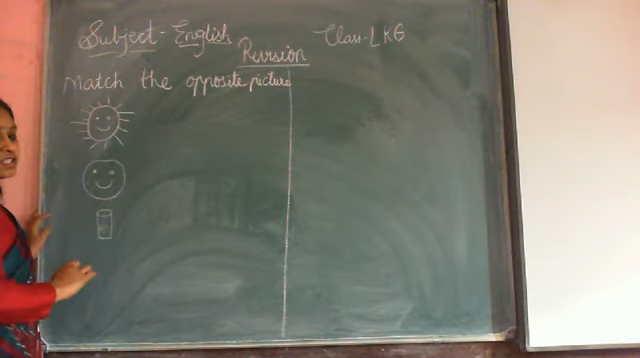 Subject - English
Class - LKG
Revision
Match the opposite picture